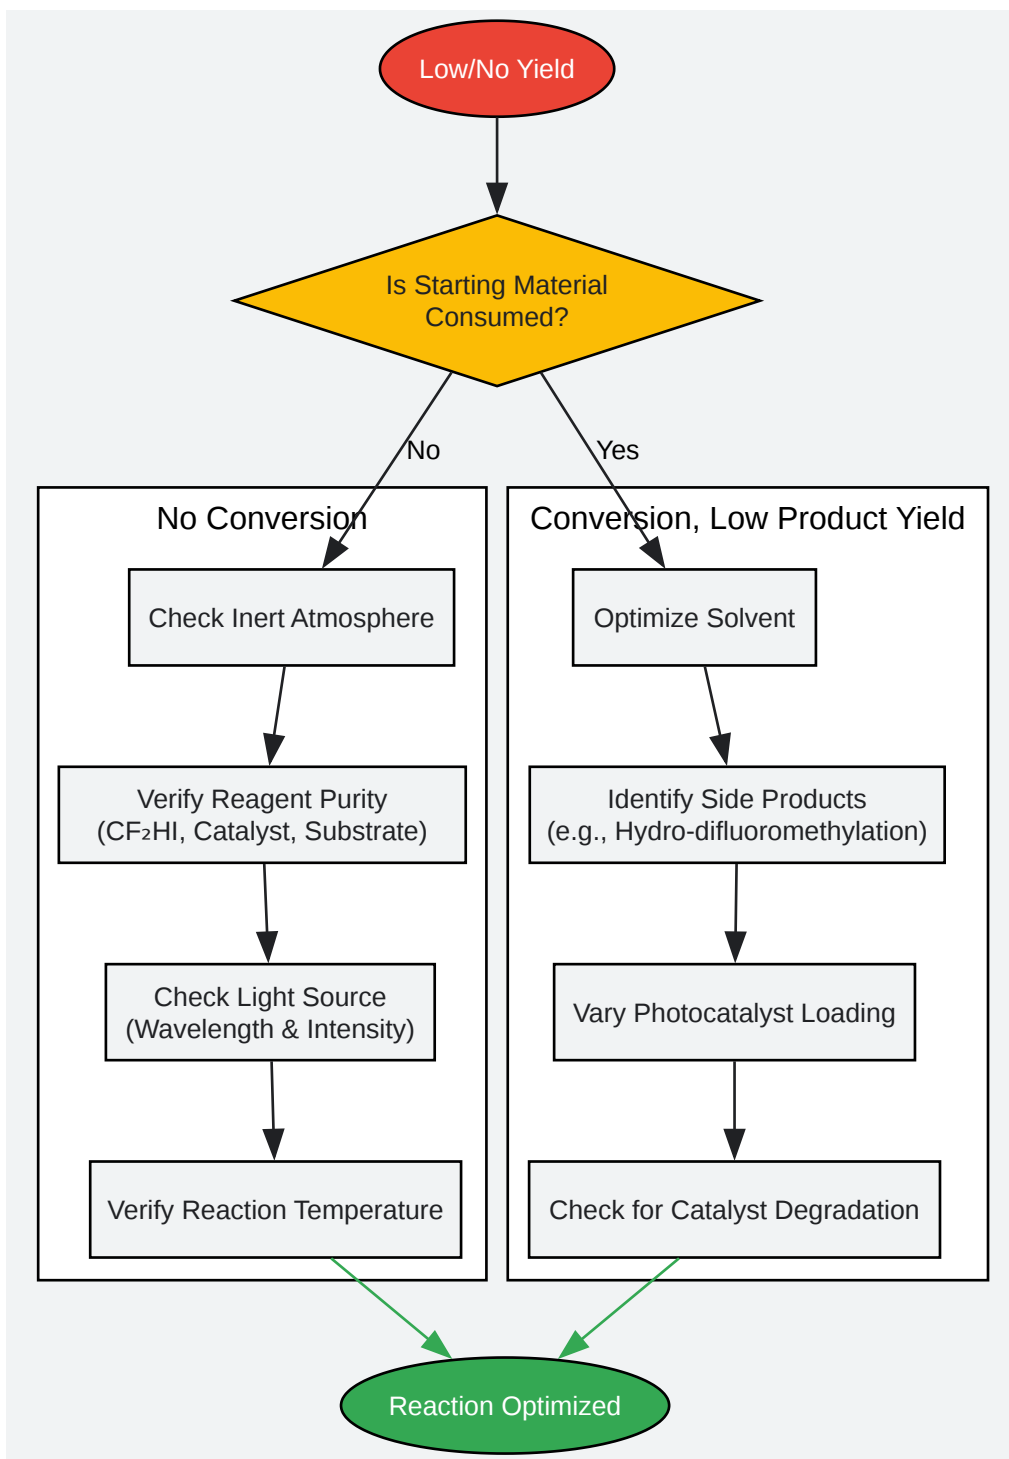 Low/No Yield
Is Starting Material
Consumed?
No
Yes
No Conversion
Check Inert Atmosphere
Verify Reagent Purity
(CF₂HI, Catalyst, Substrate)
Check Light Source
(Wavelength & Intensity)
Verify Reaction Temperature
Conversion, Low Product Yield
Optimize Solvent
Identify Side Products
(e.g., Hydro-difluoromethylation)
Vary Photocatalyst Loading
Check for Catalyst Degradation
Reaction Optimized